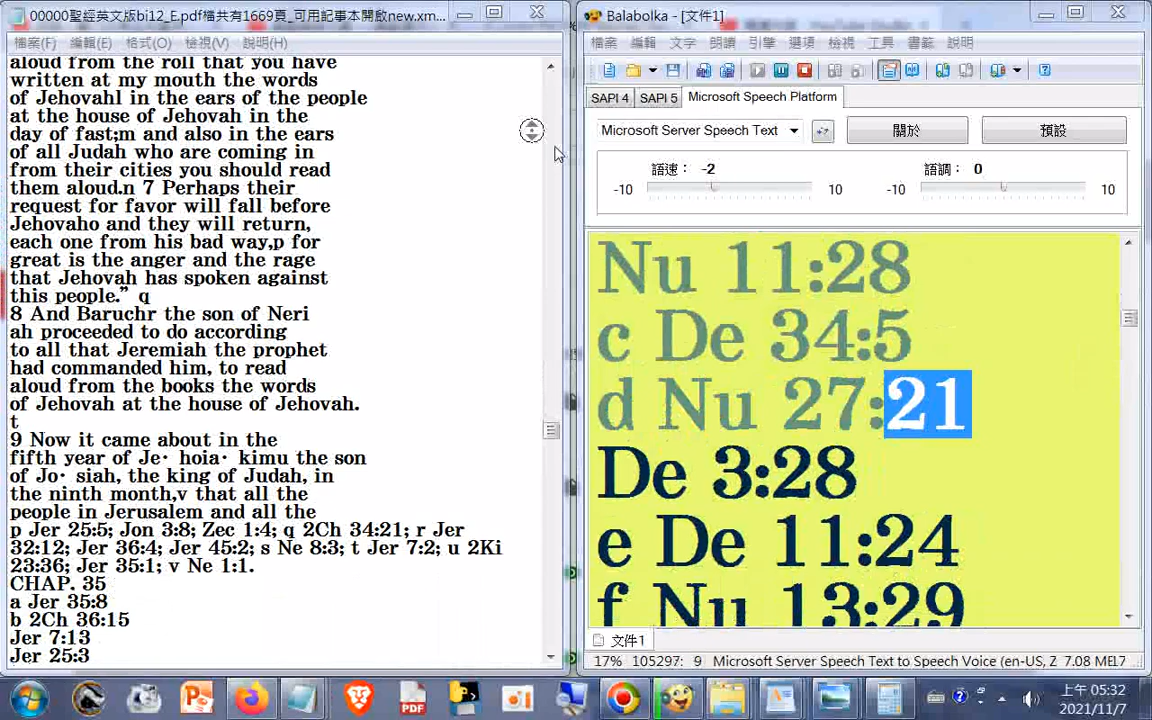 00000聖經英文版bi12_E.pdf檔共有1669頁_可用記事本開啟new.xm...
檔案(F) 編輯(E) 格式(O) 檢視(V) 說明(H)
aloud from the roll that you have
written at my mouth the words
of Jehovahl in the ears of the people
at the house of Jehovah in the
day of fast;m and also in the ears
of all Judah who are coming in
from their cities you should read
them aloud.n 7 Perhaps their
request for favor will fall before
Jehovaho and they will return,
each one from his bad way,p for
great is the anger and the rage
that Jehovah has spoken against
this people.” q
8 And Baruchr the son of Neri
ah proceeded to do according
to all that Jeremiah the prophet
had commanded him, to read
aloud from the books the words
of Jehovah at the house of Jehovah.
t
9 Now it came about in the
fifth year of Je· hoia· kimu the son
of Jo· siah, the king of Judah, in
the ninth month,v that all the
people in Jerusalem and all the
p Jer 25:5; Jon 3:8; Zec 1:4; q 2Ch 34:21; r Jer
32:12; Jer 36:4; Jer 45:2; s Ne 8:3; t Jer 7:2; u 2Ki
23:36; Jer 35:1; v Ne 1:1.
CHAP. 35
a Jer 35:8
b 2Ch 36:15
Jer 7:13
Jer 25:3
Balabolka - [文件1]
檔案 編輯 文字 朗讀 引擎 選項 檢視 工具 書籤 說明
SAPI 4 SAPI 5 Microsoft Speech Platform
Microsoft Server Speech Text 關於 預設
語速: -2 語調: 0
-10 10 -10 10
Nu 11:28
c De 34:5
d Nu 27:21
De 3:28
e De 11:24
f Nu 13:29
文件1
17% 105297: 9 Microsoft Server Speech Text to Speech Voice (en-US, Z 7.08 ME
PDF
上午 05:32
2021/11/7